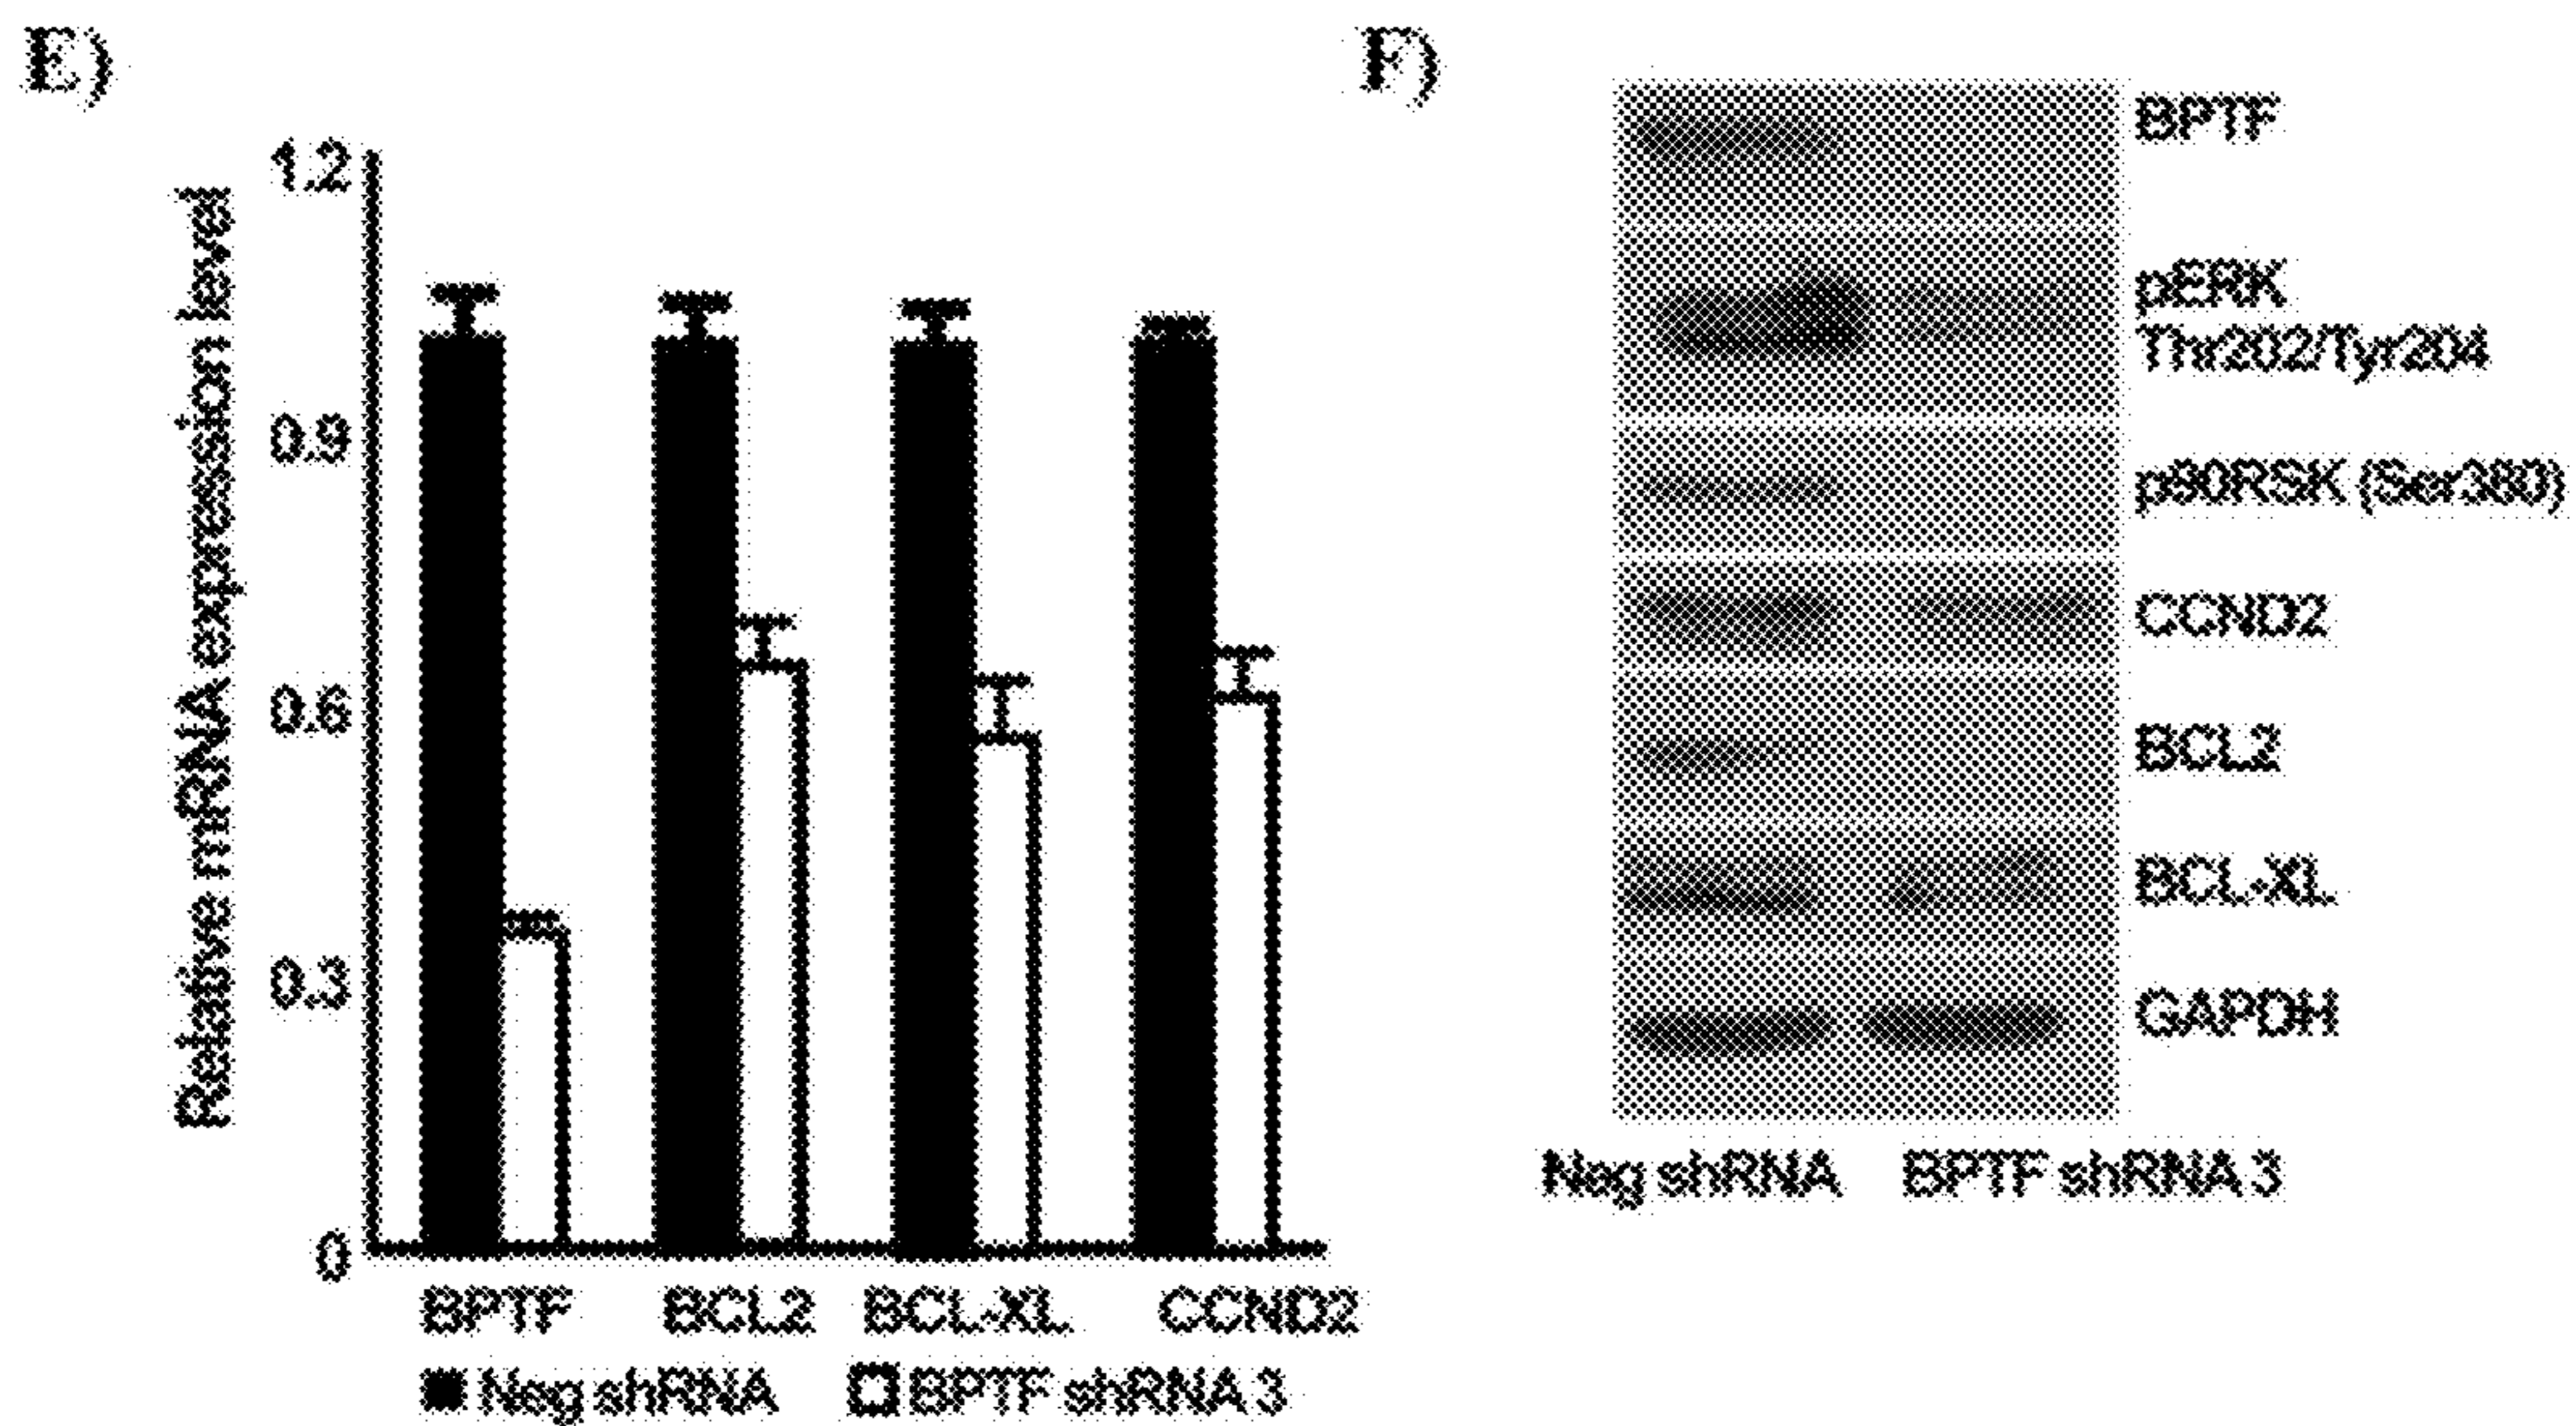 E)
Relative mRNA expression level
1.2
0.9
0.6
0.3
0
BPTF BCL2 BCL-XL CCND2
Neg shRNA BPTF shRNA 3
F)
BPTF
pERK
Thr202/Tyr204
p90RSK (Ser380)
CCND2
BCL2
BCL-XL
GAPDH
Neg shRNA BPTF shRNA 3